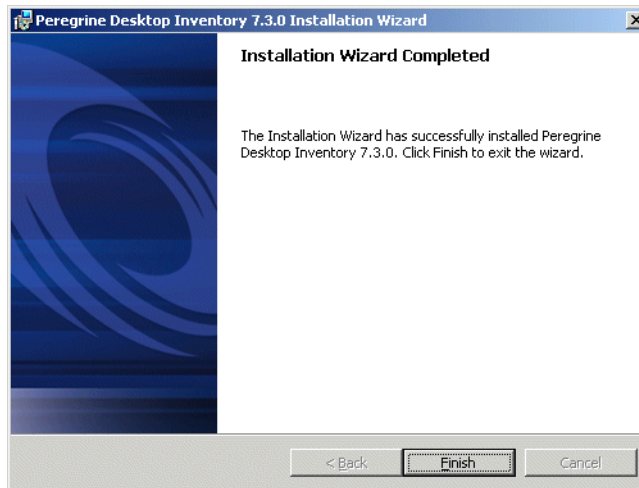 Peregrine Desktop Inventory 7.3.0 Installation Wizard
Installation Wizard Completed
The Installation Wizard has successfully installed Peregrine
Desktop Inventory 7.3.0. Click Finish to exit the wizard.
< Back
Finish
Cancel